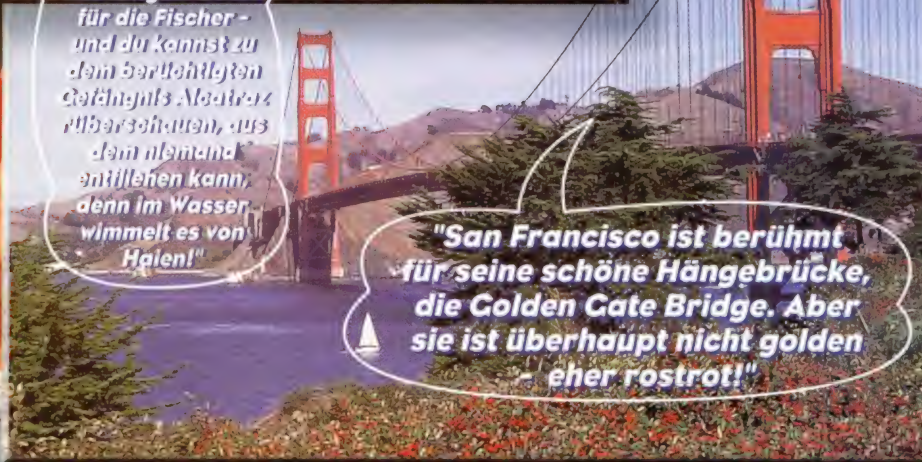 für die Fischer -
und du kannst zu
dem berüchtigten
Gefängnis Alcatraz
rüberschauen, aus
dem niemand
entfliehen kann,
denn im Wasser
wimmelt es von
Haien!"
"San Francisco ist berühmt
für seine schöne Hängebrücke,
die Golden Gate Bridge. Aber
sie ist überhaupt nicht golden
- eher rostrot!"